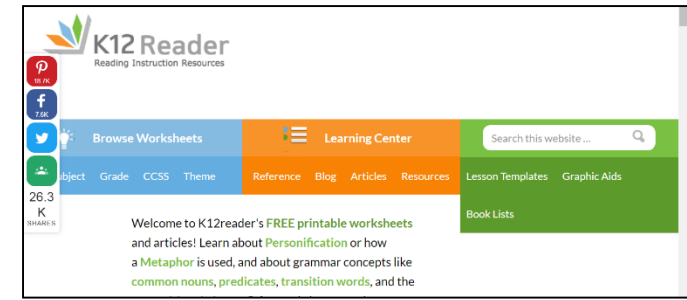 K12 Reader
Reading Instruction Resources
18.7K
7.6K
26.3
K
SHARES
Browse Worksheets
Learning Center
Search this website ...
Grade CCSS Theme
Reference Blog Articles Resources
Lesson Templates Graphic Aids
Book Lists
Welcome to K12reader's FREE printable worksheets
and articles! Learn about Personification or how
a Metaphor is used, and about grammar concepts like
common nouns, predicates, transition words, and the